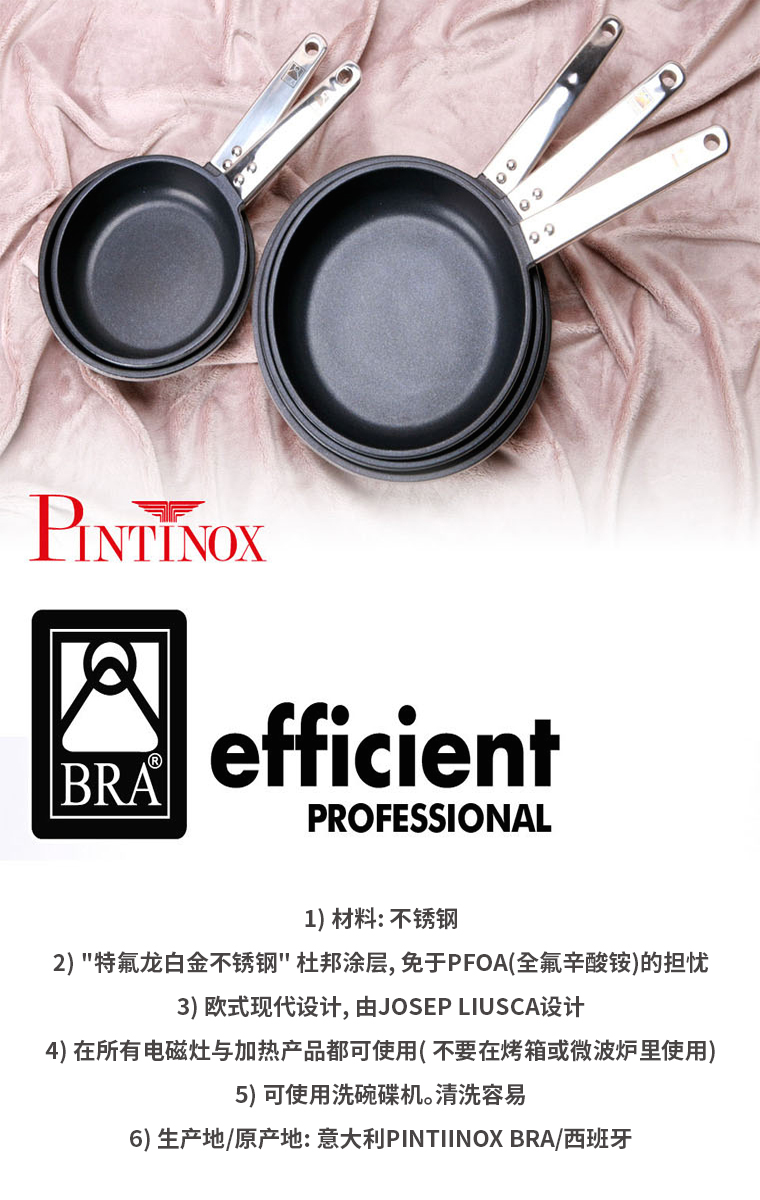 PINTINOX
BRA®
efficient
PROFESSIONAL
1) 材料: 不锈钢
2) "特氟龙白金不锈钢" 杜邦涂层, 免于PFOA(全氟辛酸铵)的担忧
3) 欧式现代设计, 由JOSEP LIUSCA设计
4) 在所有电磁灶与加热产品都可使用( 不要在烤箱或微波炉里使用)
5) 可使用洗碗碟机。清洗容易
6) 生产地/原产地: 意大利PINTIINOX BRA/西班牙